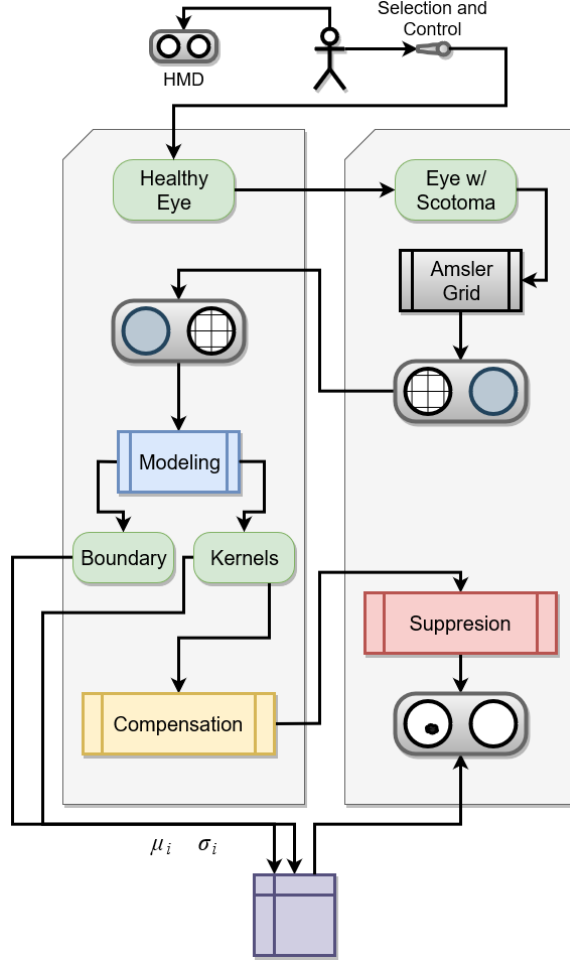 Selection and
Control
HMD
Healthy
Eye
Eye w/
Scotoma
Amsler
Grid
Modeling
Boundary
Kernels
Suppresion
Compensation
μᵢ σᵢ